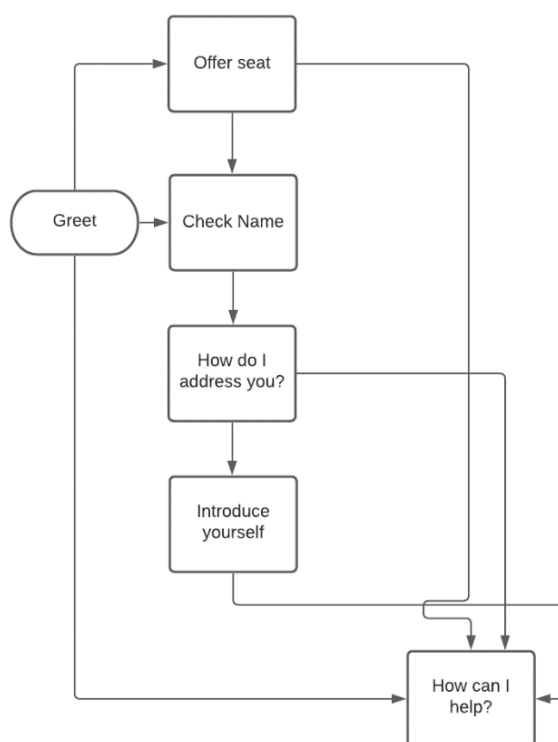 Offer seat
Greet
Check Name
How do I
address you?
Introduce
yourself
How can I
help?